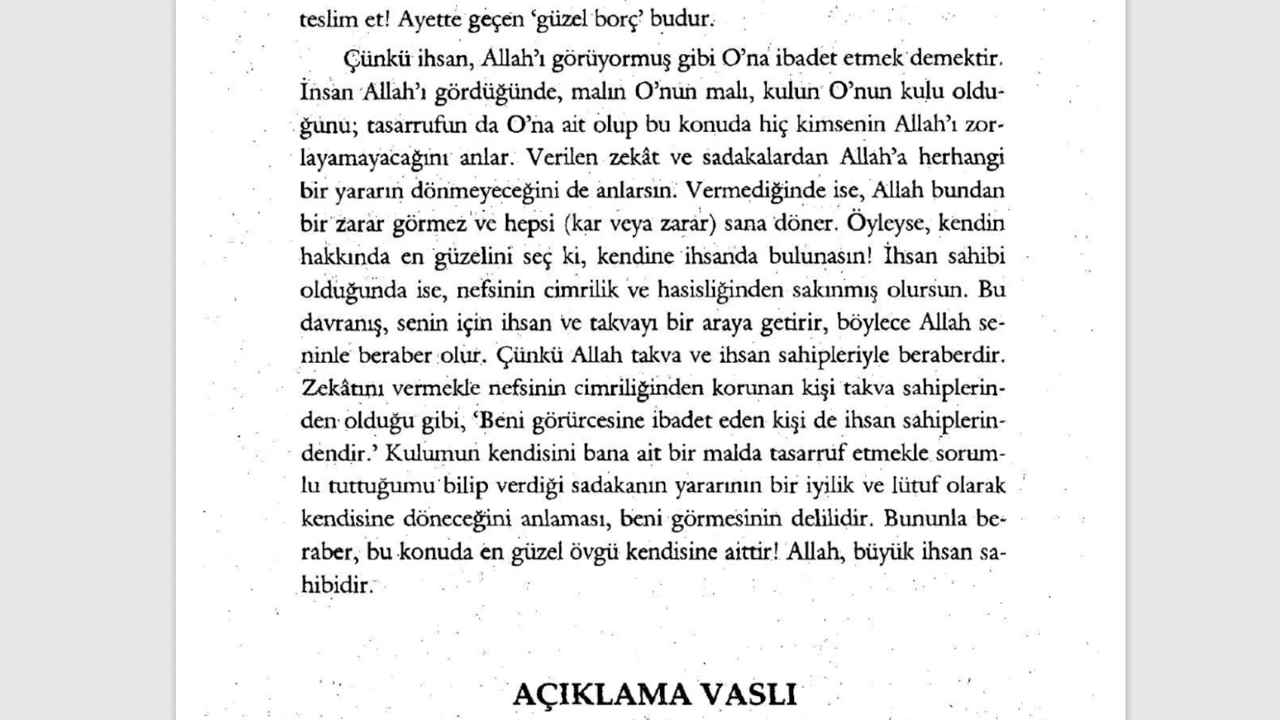 teslim et! Ayette geçen ‘güzel borç’ budur.
Çünkü ihsan, Allah’ı görüyormuş gibi O’na ibadet etmek demektir.
İnsan Allah’ı gördüğünde, malın O’nun malı, kulun O’nun kulu oldu-
ğunu; tasarrufun da O’na ait olup bu konuda hiç kimsenin Allah’ı zor-
layamayacağını anlar. Verilen zekât ve sadakalardan Allah’a herhangi
bir yararın dönmeyeceğini de anlarsın. Vermediğinde ise, Allah bundan
bir zarar görmez ve hepsi (kar veya zarar) sana döner. Öyleyse, kendin
hakkında en güzelini seç ki, kendine ihsanda bulunasın! İhsan sahibi
olduğunda ise, nefsinin cimrilik ve hasisliğinden sakınmış olursun. Bu
davranış, senin için ihsan ve takvayı bir araya getirir, böylece Allah se-
ninle beraber olur. Çünkü Allah takva ve ihsan sahipleriyle beraberdir.
Zekâtını vermekle nefsinin cimriliğinden korunan kişi takva sahiplerin-
den olduğu gibi, ‘Beni görürcesine ibadet eden kişi de ihsan sahiplerin-
dendir.’ Kulumun kendisini bana ait bir malda tasarruf etmekle sorum-
lu tuttuğumu bilip verdiği sadakanın yararının bir iyilik ve lütuf olarak
kendisine döneceğini anlaması, beni görmesinin delilidir. Bununla be-
raber, bu konuda en güzel övgü kendisine aittir! Allah, büyük ihsan sa-
hibidir.
AÇIKLAMA VASLI